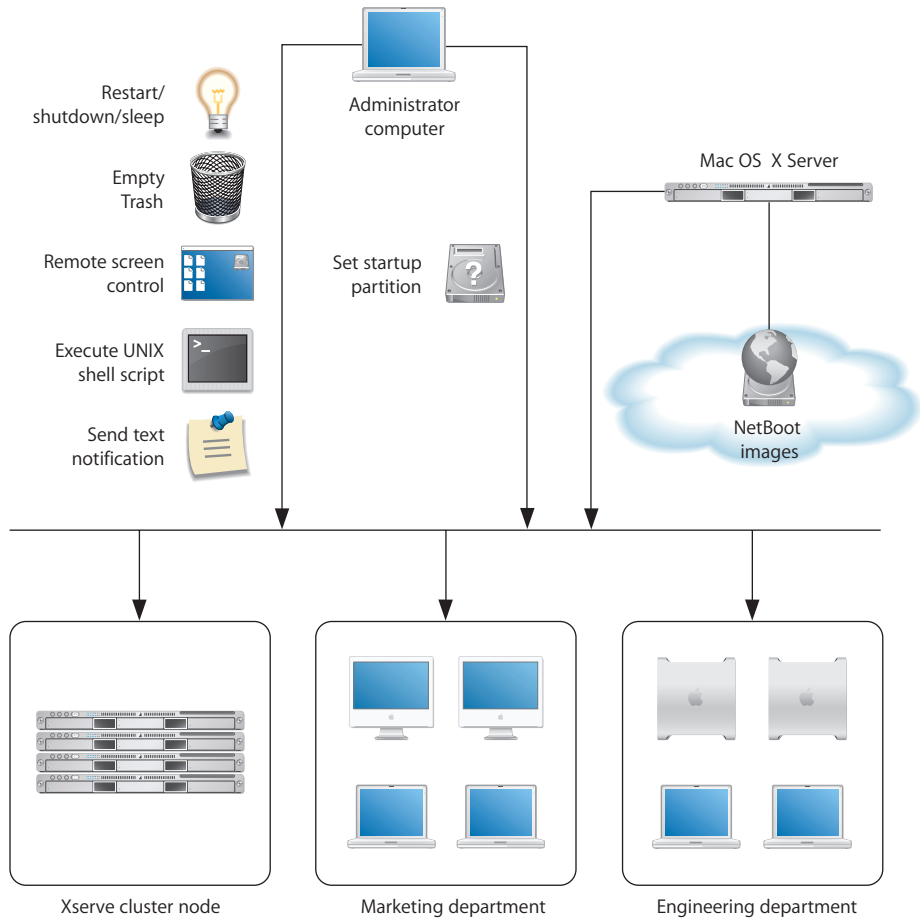 Administrator
computer
Restart/
shutdown/sleep
Empty
Trash
Remote screen
control
Execute UNIX
shell script
Send text
notification
Set startup
partition
Mac OS X Server
NetBoot
images
Xserve cluster node
Marketing department
Engineering department